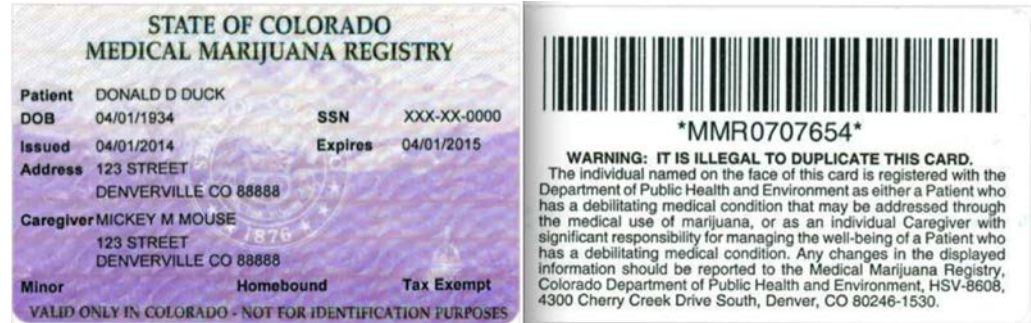 STATE OF COLORADO
MEDICAL MARIJUANA REGISTRY
Patient DONALD D DUCK
DOB 04/01/1934 SSN XXX-XX-0000
Issued 04/01/2014 Expires 04/01/2015
Address 123 STREET
DENVERVILLE CO 88888
Caregiver MICKEY M MOUSE
123 STREET
DENVERVILLE CO 88888
1876
Minor Homebound Tax Exempt
VALID ONLY IN COLORADO - NOT FOR IDENTIFICATION PURPOSES
*MMR0707654*
WARNING: IT IS ILLEGAL TO DUPLICATE THIS CARD.
The individual named on the face of this card is registered with the
Department of Public Health and Environment as either a Patient who
has a debilitating medical condition that may be addressed through
the medical use of marijuana, or as an individual Caregiver with
significant responsibility for managing the well-being of a Patient who
has a debilitating medical condition. Any changes in the displayed
information should be reported to the Medical Marijuana Registry,
Colorado Department of Public Health and Environment, HSV-8608,
4300 Cherry Creek Drive South, Denver, CO 80246-1530.